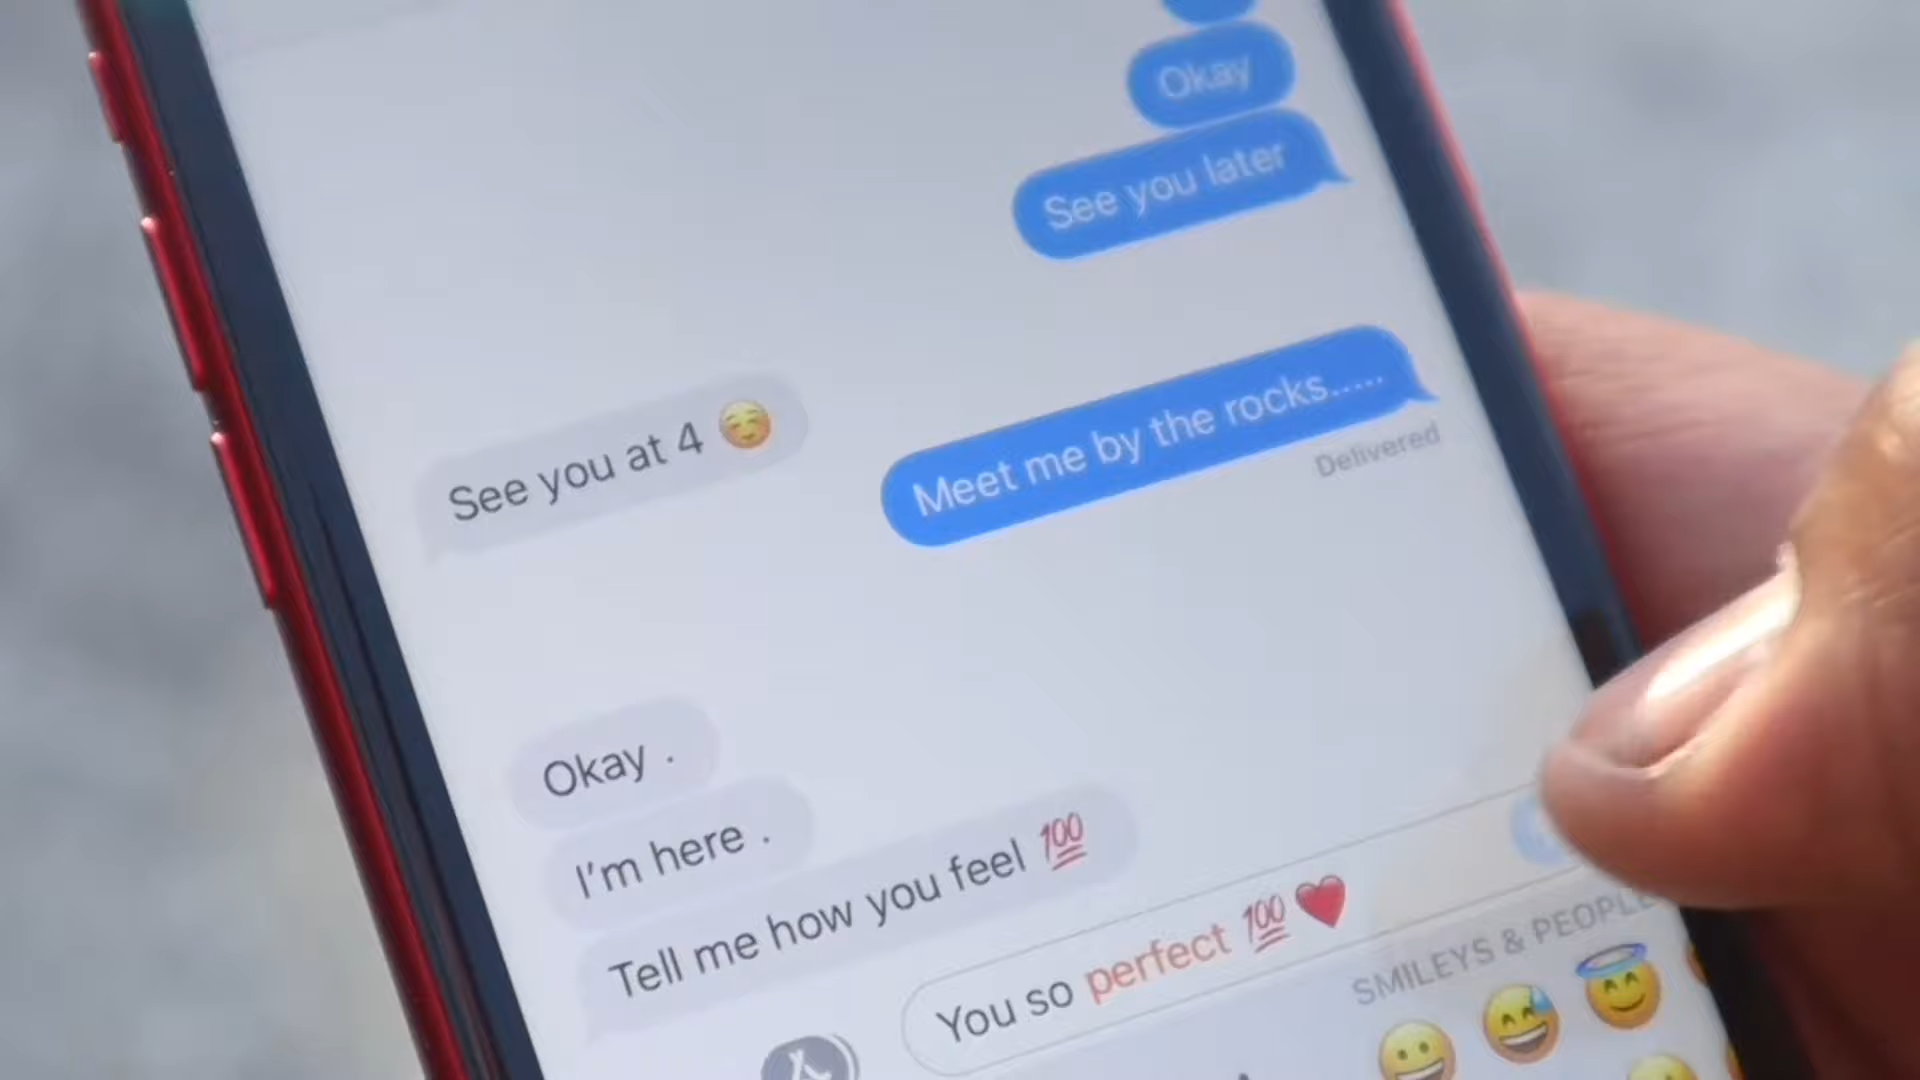 Okay
See you later
See you at 4 ☺️
Meet me by the rocks.....
Delivered
Okay .
I'm here .
Tell me how you feel 💯
You so perfect 💯❤️
SMILEYS & PEOPLE